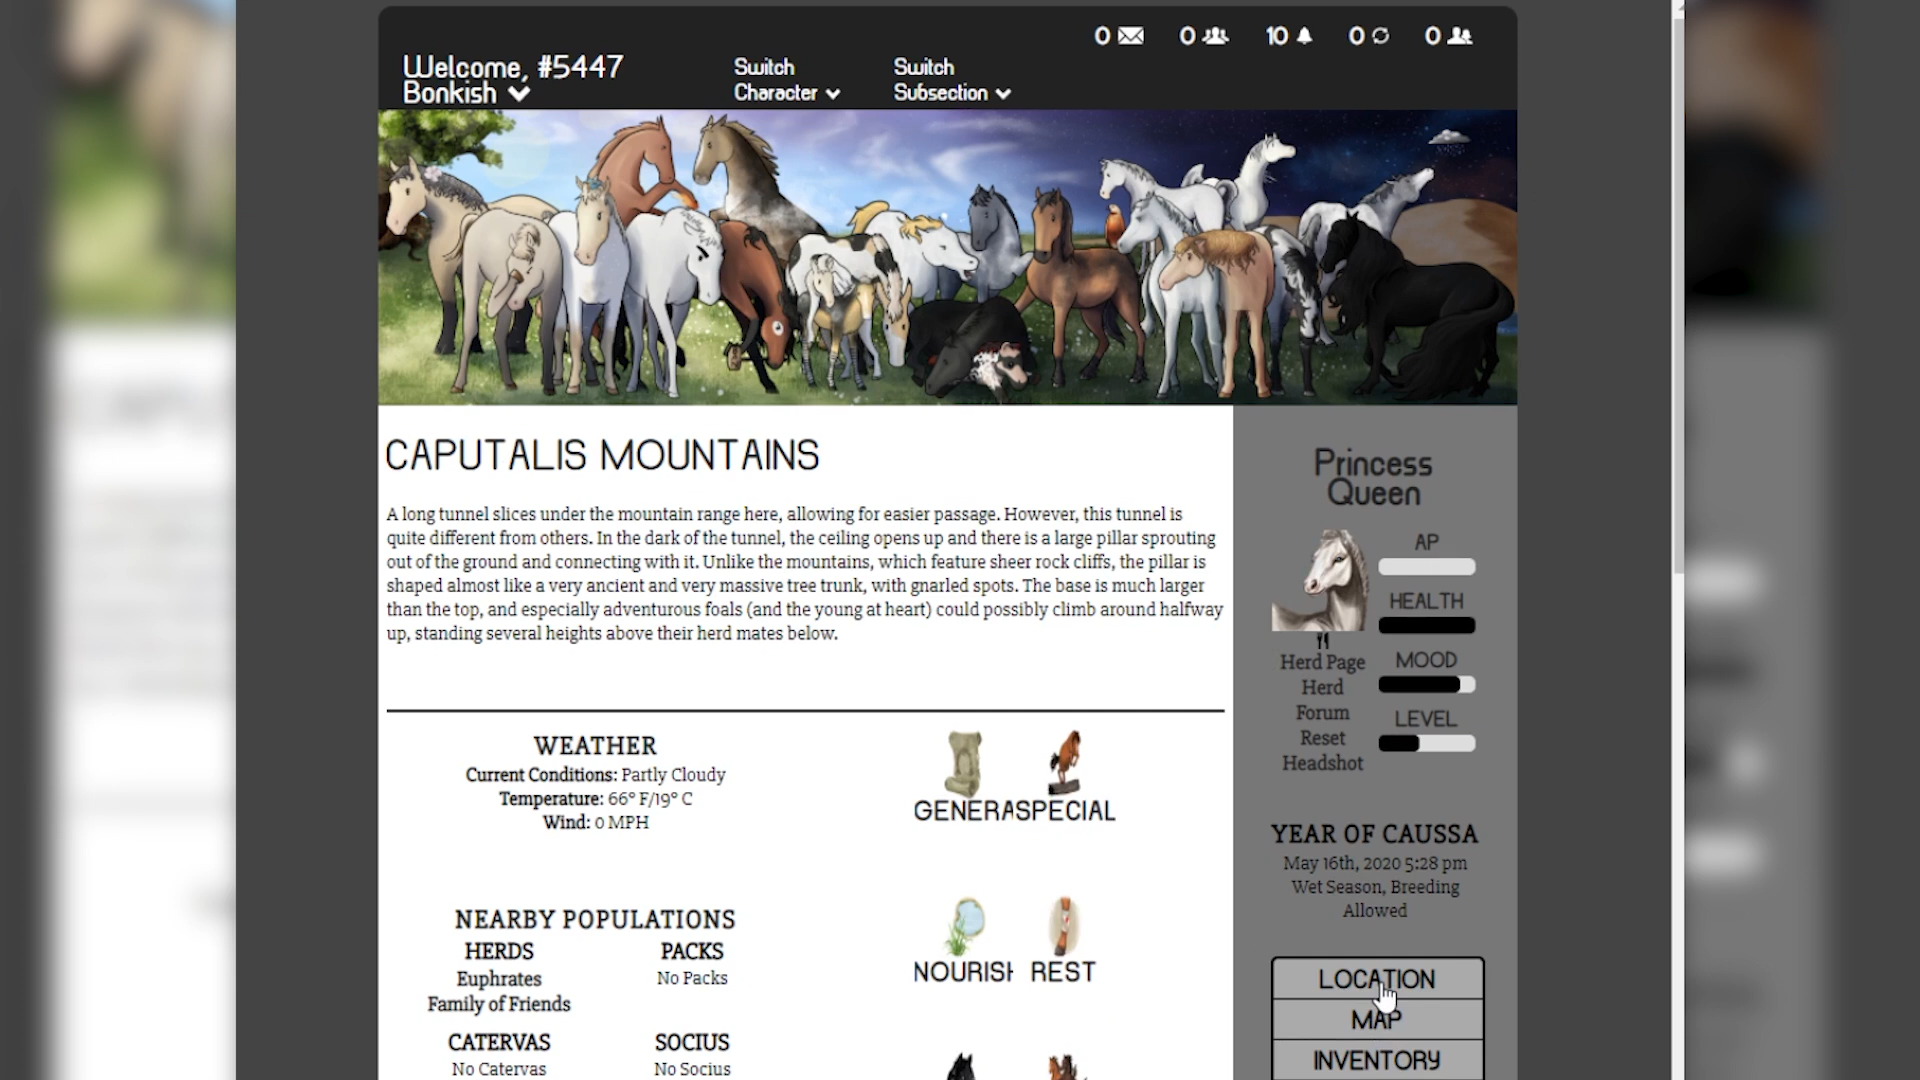 0 0 10 0 0
Welcome, #5447
Bonkish
Switch
Character
Switch
Subsection
CAPUTALIS MOUNTAINS
A long tunnel slices under the mountain range here, allowing for easier passage. However, this tunnel is
quite different from others. In the dark of the tunnel, the ceiling opens up and there is a large pillar sprouting
out of the ground and connecting with it. Unlike the mountains, which feature sheer rock cliffs, the pillar is
shaped almost like a very ancient and very massive tree trunk, with gnarled spots. The base is much larger
than the top, and especially adventurous foals (and the young at heart) could possibly climb around halfway
up, standing several heights above their herd mates below.
WEATHER
Current Conditions: Partly Cloudy
Temperature: 66° F/19° C
Wind: 0 MPH
GENERA SPECIAL
NOURISH REST
NEARBY POPULATIONS
HERDS
Euphrates
Family of Friends
PACKS
No Packs
CATERVAS
No Catervas
SOCIUS
No Socius
Princess
Queen
AP
HEALTH
MOOD
LEVEL
Herd Page
Herd
Forum
Reset
Headshot
YEAR OF CAUSSA
May 16th, 2020 5:28 pm
Wet Season, Breeding
Allowed
LOCATION
MAP
INVENTORY